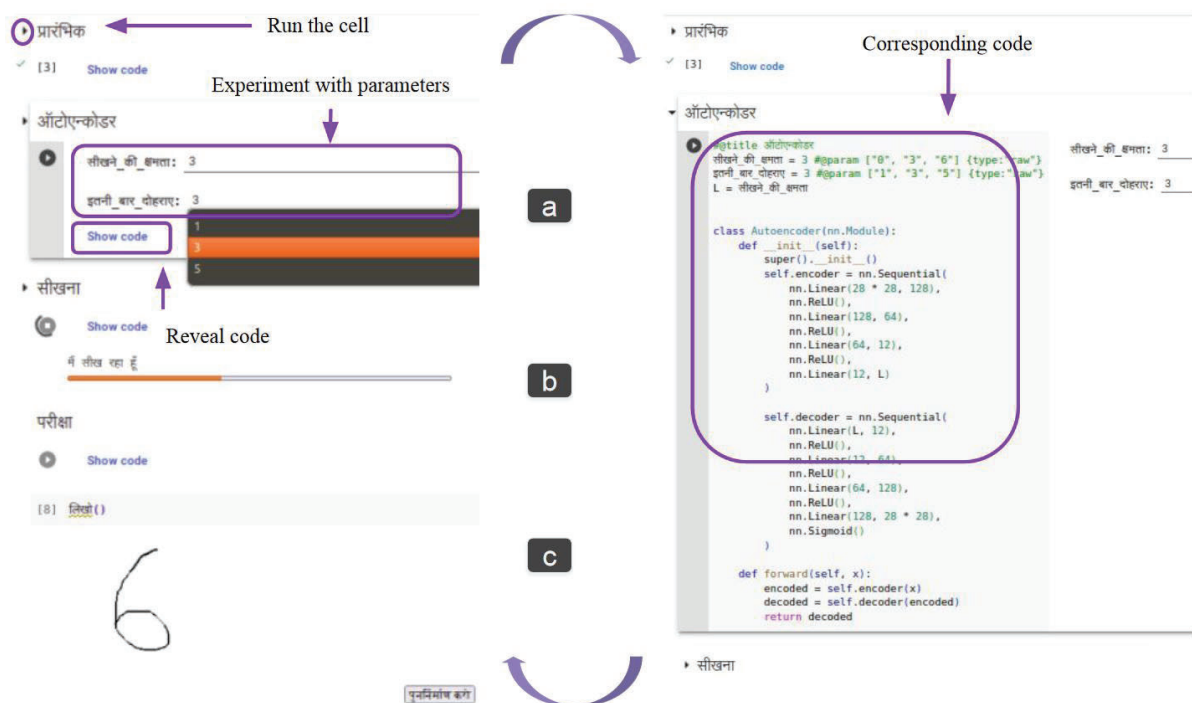 प्रारंभिक
Run the cell
[3] Show code
Experiment with parameters
ऑटोएन्कोडर
सीखने_की_क्षमता: 3
इतनी_बार_दोहराए: 3
1
3
5
Show code
सीखना
Show code
Reveal code
मैं सीख रहा हूँ
परीक्षा
Show code
[8] लिखो()
6
पुनर्निर्माण करो
a
b
c
प्रारंभिक
Corresponding code
[3] Show code
ऑटोएन्कोडर
#@title ऑटोएन्कोडर
सीखने_की_क्षमता = 3 #@param ["0", "3", "6"] {type:"raw"}
इतनी_बार_दोहराए = 3 #@param ["1", "3", "5"] {type:"raw"}
L = सीखने_की_क्षमता
class Autoencoder(nn.Module):
def __init__(self):
super().__init__()
self.encoder = nn.Sequential(
nn.Linear(28 * 28, 128),
nn.ReLU(),
nn.Linear(128, 64),
nn.ReLU(),
nn.Linear(64, 12),
nn.ReLU(),
nn.Linear(12, L)
)
self.decoder = nn.Sequential(
nn.Linear(L, 12),
nn.ReLU(),
nn.Linear(12, 64),
nn.ReLU(),
nn.Linear(64, 128),
nn.ReLU(),
nn.Linear(128, 28 * 28),
nn.Sigmoid()
)
def forward(self, x):
encoded = self.encoder(x)
decoded = self.decoder(encoded)
return decoded
सीखने_की_क्षमता: 3
इतनी_बार_दोहराए: 3
सीखना